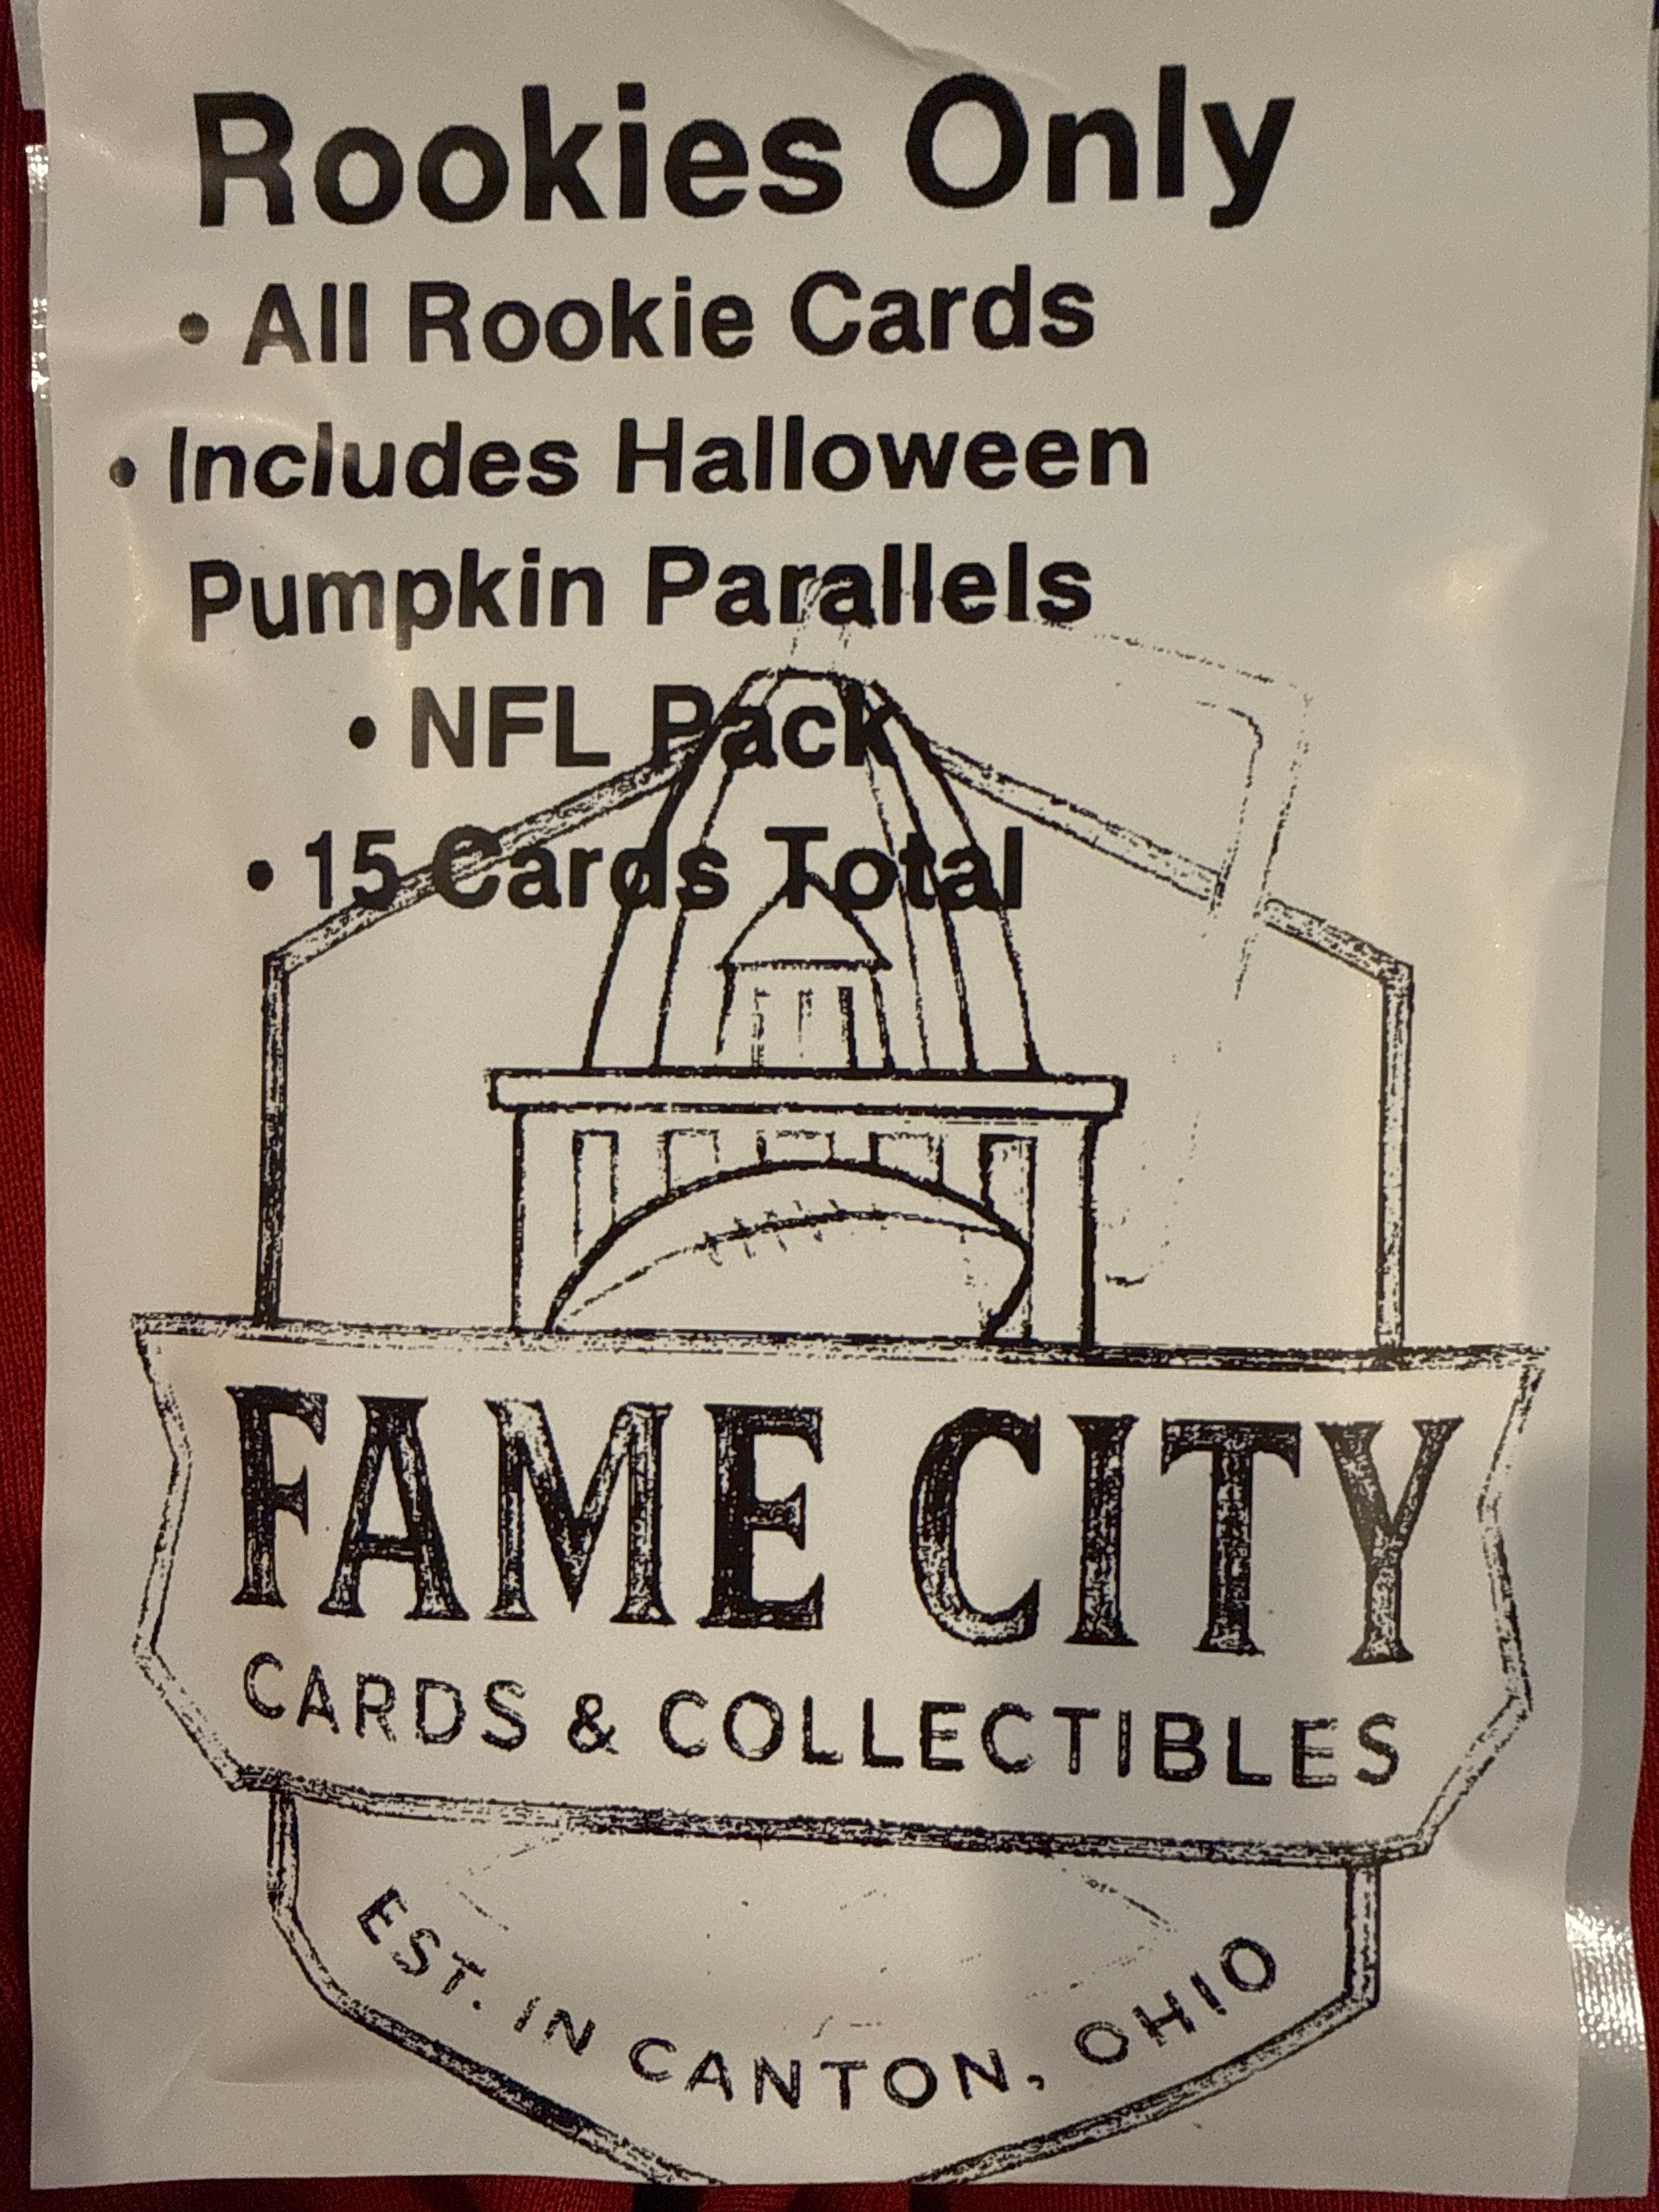 Rookies Only
• All Rookie Cards
• Includes Halloween
Pumpkin Parallels
• NFL Pack
• 15 Cards Total
FAME CITY
CARDS & COLLECTIBLES
EST. IN CANTON, OHIO